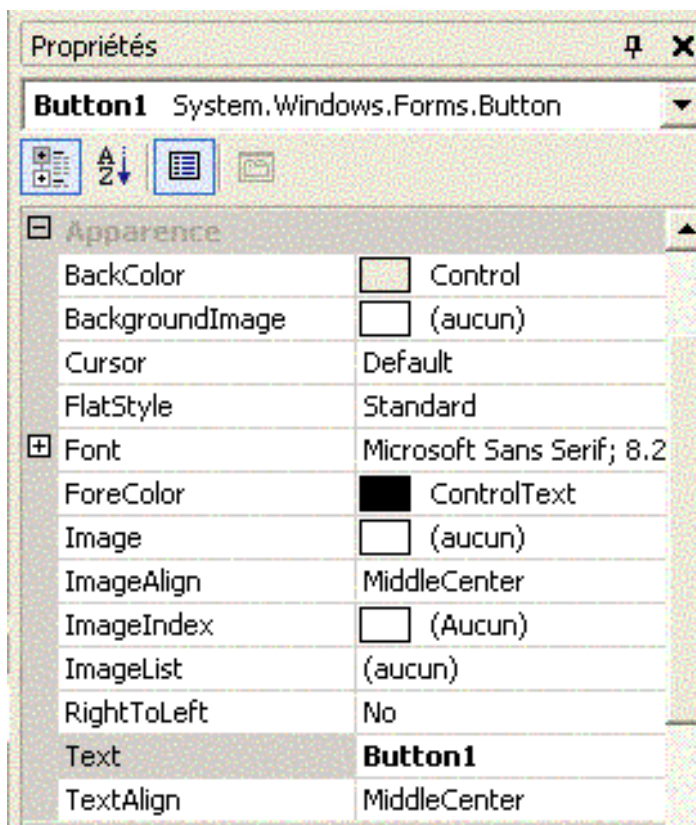 Propriétés
Button1 System.Windows.Forms.Button
A
Z
Apparence
BackColor Control
BackgroundImage (aucun)
Cursor Default
FlatStyle Standard
Font Microsoft Sans Serif; 8.2
ForeColor ControlText
Image (aucun)
ImageAlign MiddleCenter
ImageIndex (Aucun)
ImageList (aucun)
RightToLeft No
Text Button1
TextAlign MiddleCenter